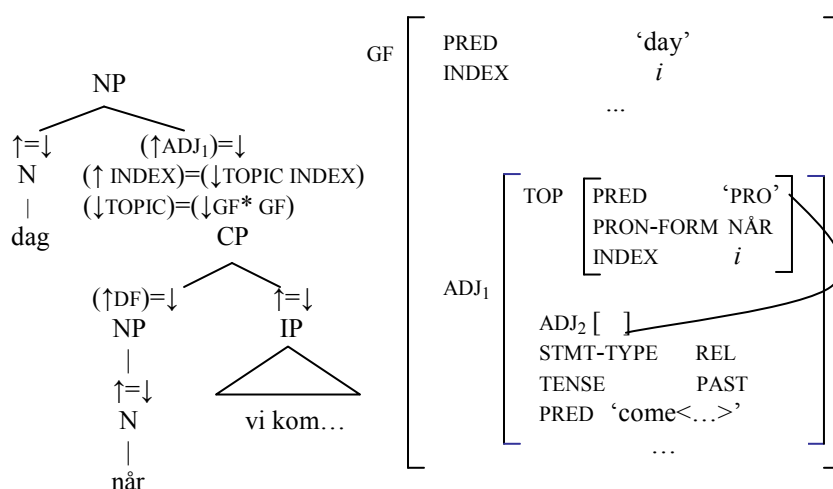 NP
↑=↓ (↑ADJ₁)=↓
N (↑ INDEX)=(↓TOPIC INDEX)
| (↓TOPIC)=(↓GF* GF)
dag CP
(↑DF)=↓ ↑=↓
NP IP
|
↑=↓
N vi kom…
|
når
GF PRED ‘day’
INDEX i
...
TOP PRED ‘PRO’
PRON-FORM NÅR
INDEX i
ADJ₁
ADJ₂ [ ]
STMT-TYPE REL
TENSE PAST
PRED ‘come<…>’
…